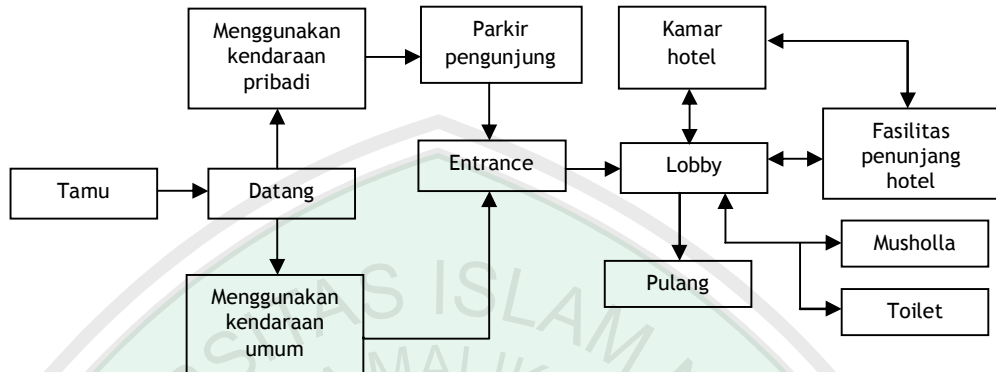 Menggunakan
kendaraan
pribadi
Parkir
pengunjung
Kamar
hotel
Fasilitas
penunjang
hotel
Tamu
Datang
Entrance
Lobby
Musholla
Pulang
Toilet
Menggunakan
kendaraan
umum
ISLAM